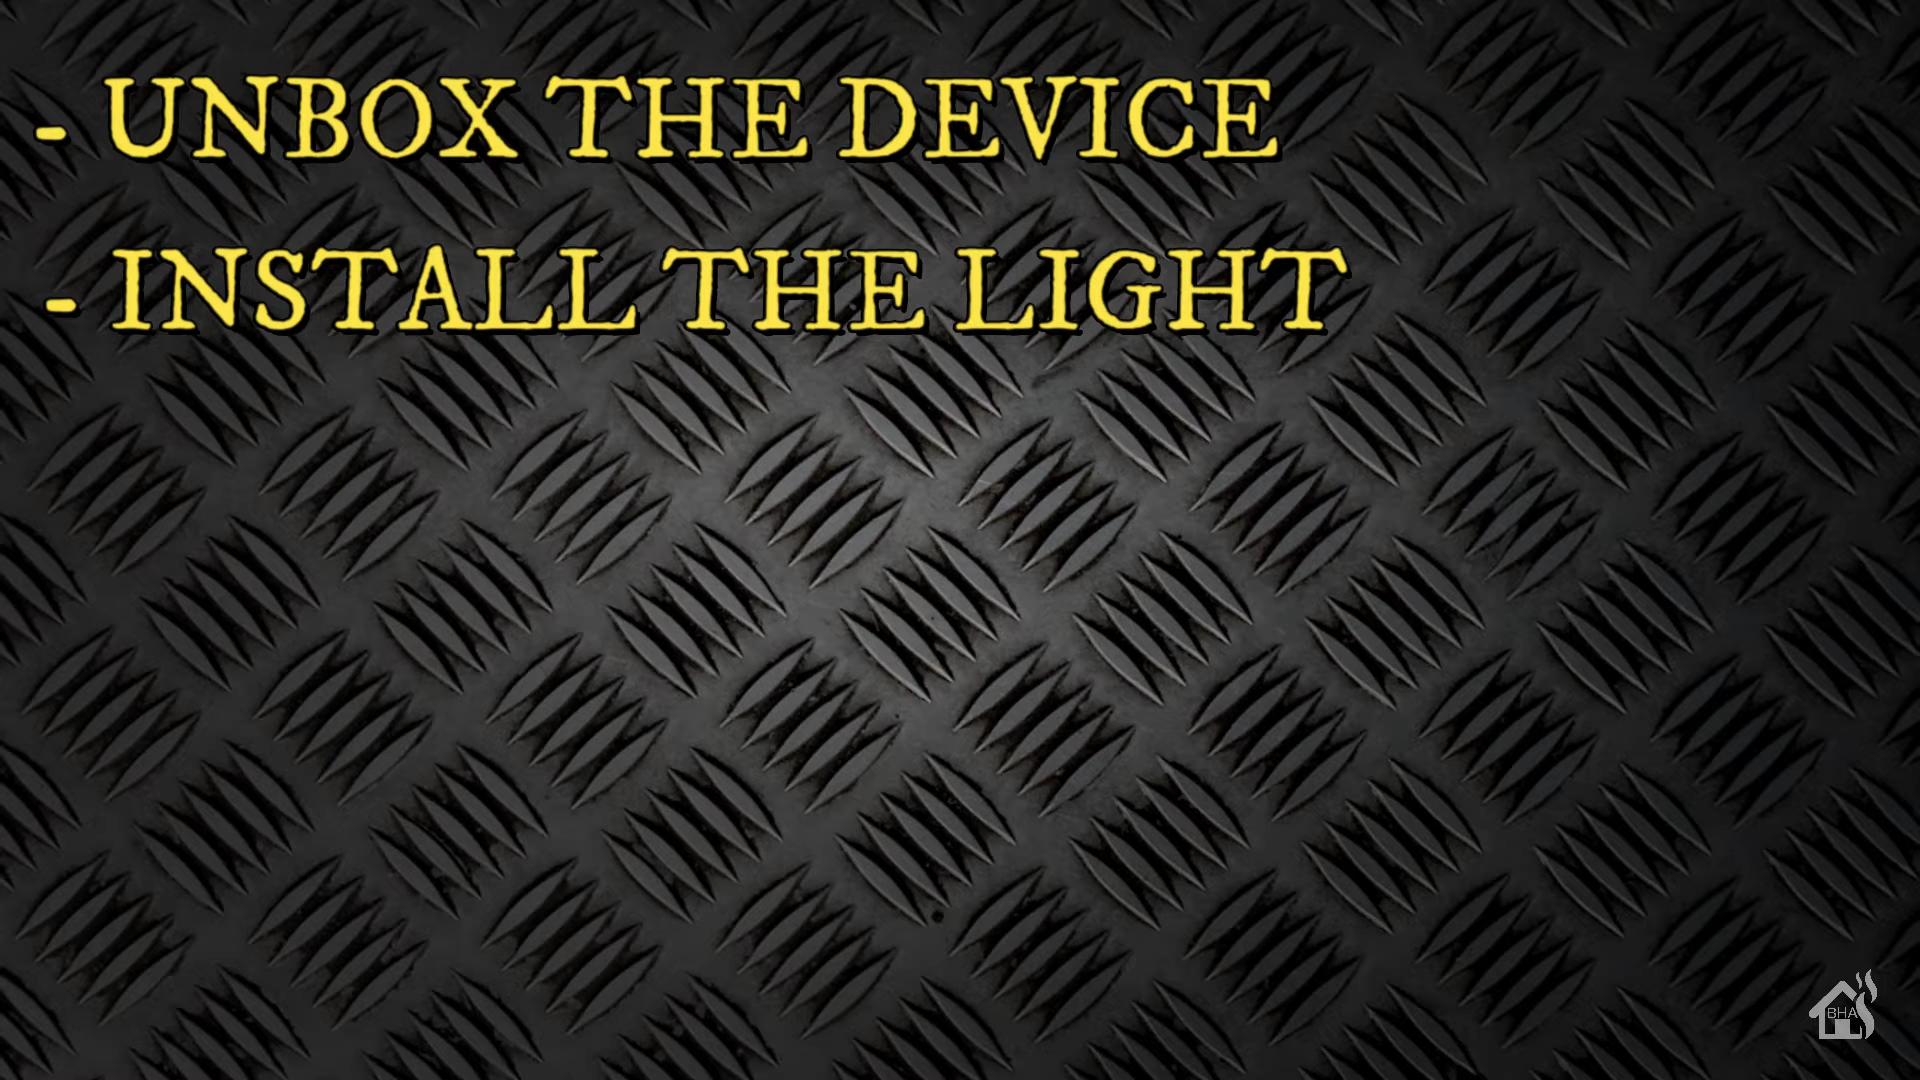 - UNBOX THE DEVICE
- INSTALL THE LIGHT
BHA